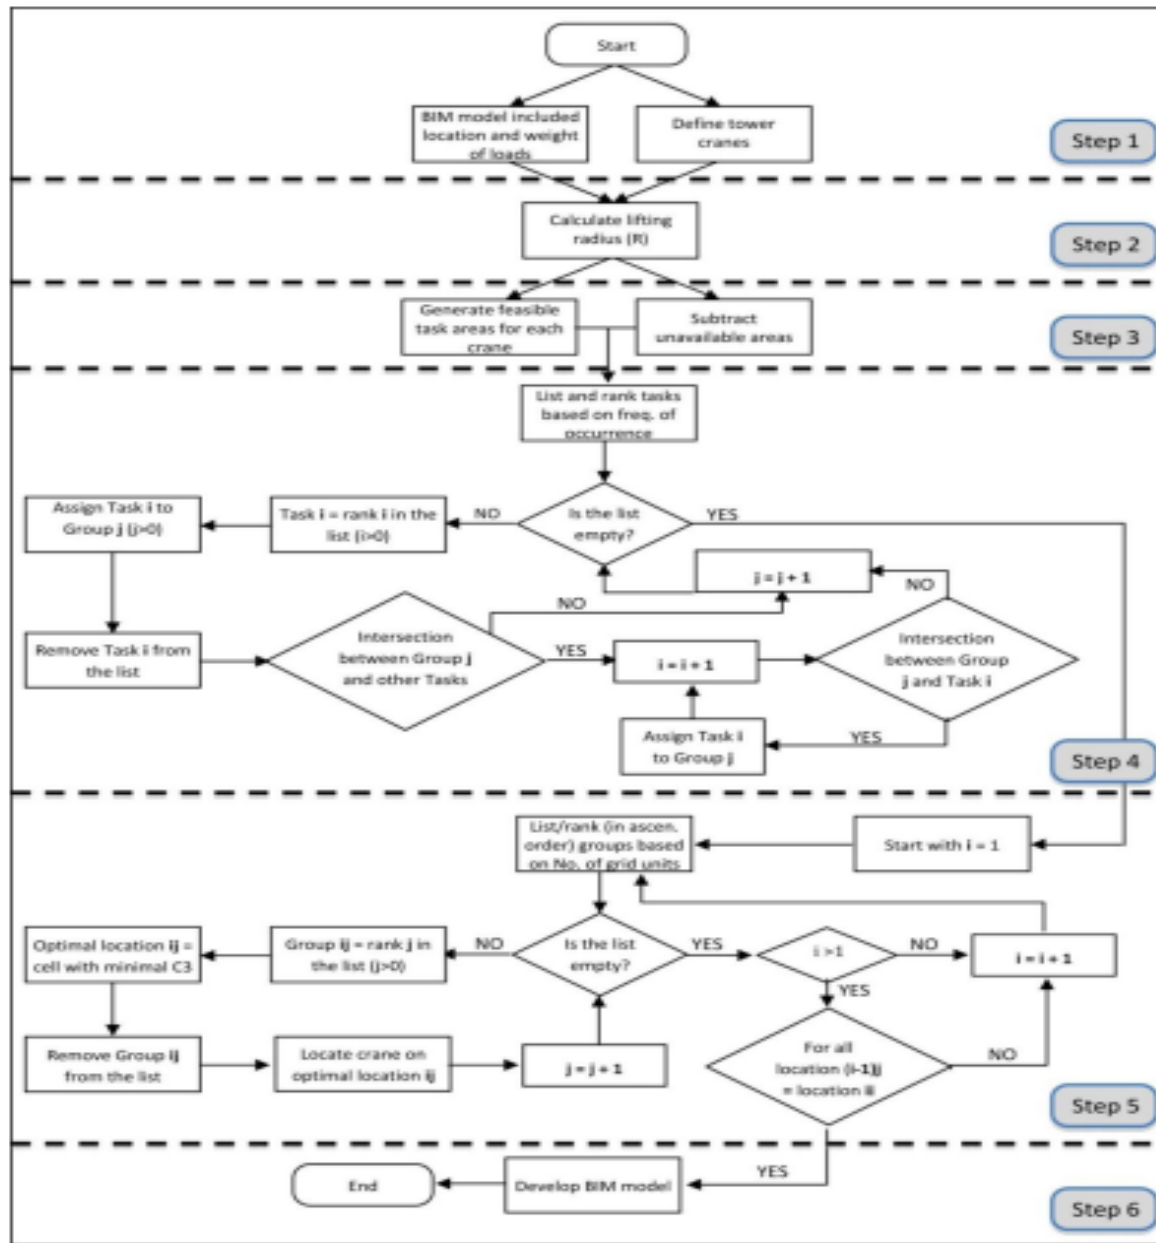 Start
BIM model included
location and weight
of loads
Define tower
cranes
Step 1
Calculate lifting
radius (R)
Step 2
Generate feasible
task areas for each
crane
Subtract
unavailable areas
Step 3
List and rank tasks
based on freq. of
occurrence
Assign Task i to
Group j (j>0)
Task i = rank i in the
list (i>0)
NO
Is the list
empty?
YES
j = j + 1
NO
NO
Remove Task i from
the list
Intersection
between Group j
and other Tasks
YES
i = i + 1
Intersection
between Group
j and Task i
Assign Task i
to Group j
YES
Step 4
List/rank (in ascen.
order) groups based
on No. of grid units
Start with i = 1
Optimal location ij =
cell with minimal C3
Group ij = rank j in
the list (j>0)
NO
Is the list
empty?
YES
i >1
NO
i = i + 1
YES
Remove Group ij
from the list
Locate crane on
optimal location ij
j = j + 1
For all
location (i-1)j
= location ij
NO
Step 5
End
Develop BIM model
YES
Step 6